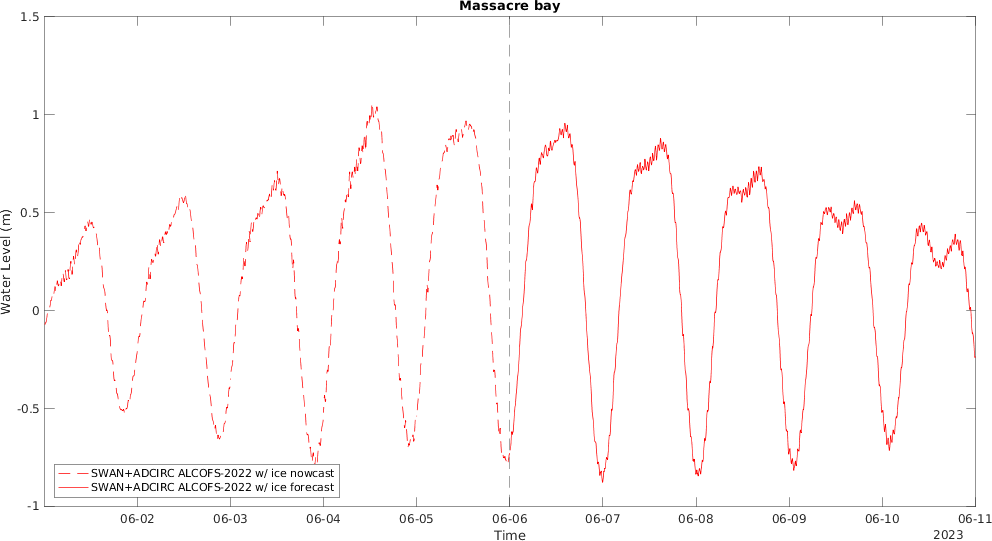 Massacre bay
1.5
1
0.5
0
-0.5
-1
Water Level (m)
SWAN+ADCIRC ALCOFS-2022 w/ ice nowcast
SWAN+ADCIRC ALCOFS-2022 w/ ice forecast
06-02 06-03 06-04 06-05 06-06 06-07 06-08 06-09 06-10 06-11
Time
2023